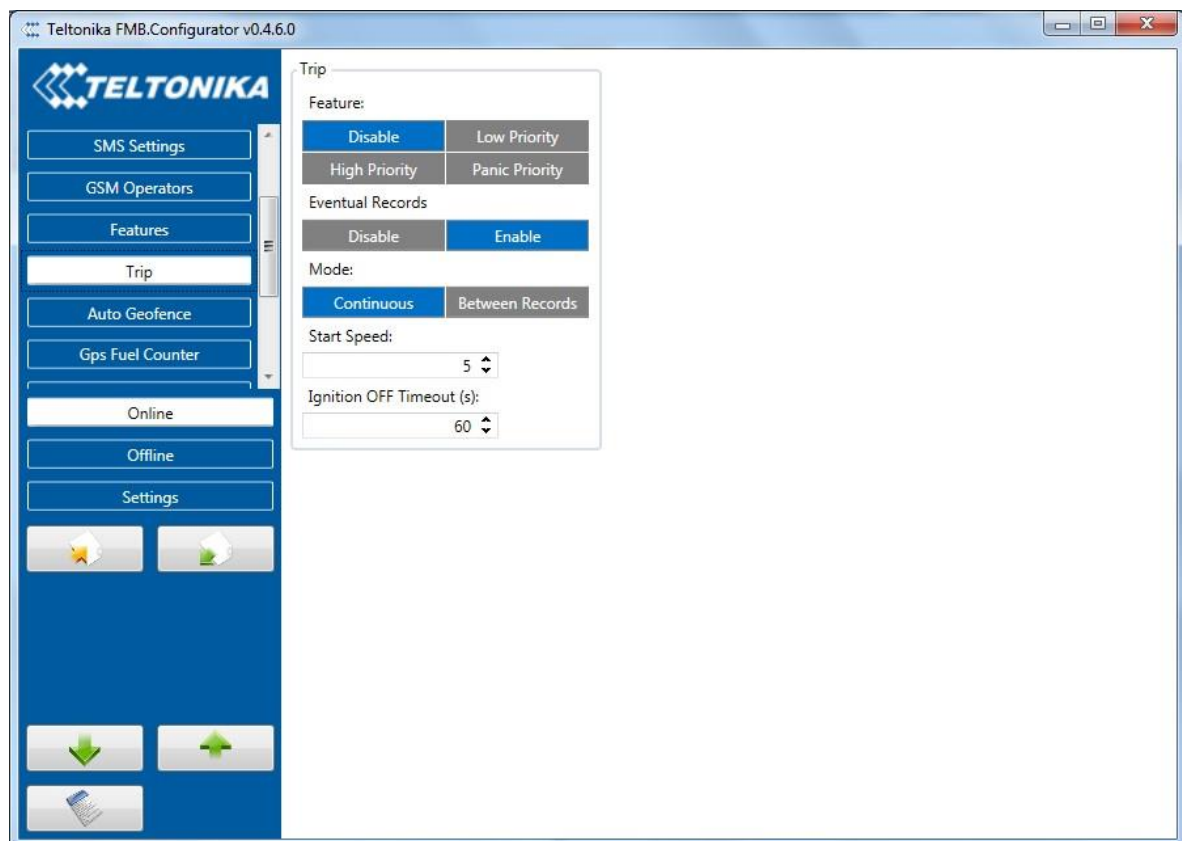 Teltonika FMB.Configurator v0.4.6.0
TELTONIKA
SMS Settings
GSM Operators
Features
Trip
Auto Geofence
Gps Fuel Counter
Online
Offline
Settings
Trip
Feature:
Disable Low Priority
High Priority Panic Priority
Eventual Records
Disable Enable
Mode:
Continuous Between Records
Start Speed:
5
Ignition OFF Timeout (s):
60